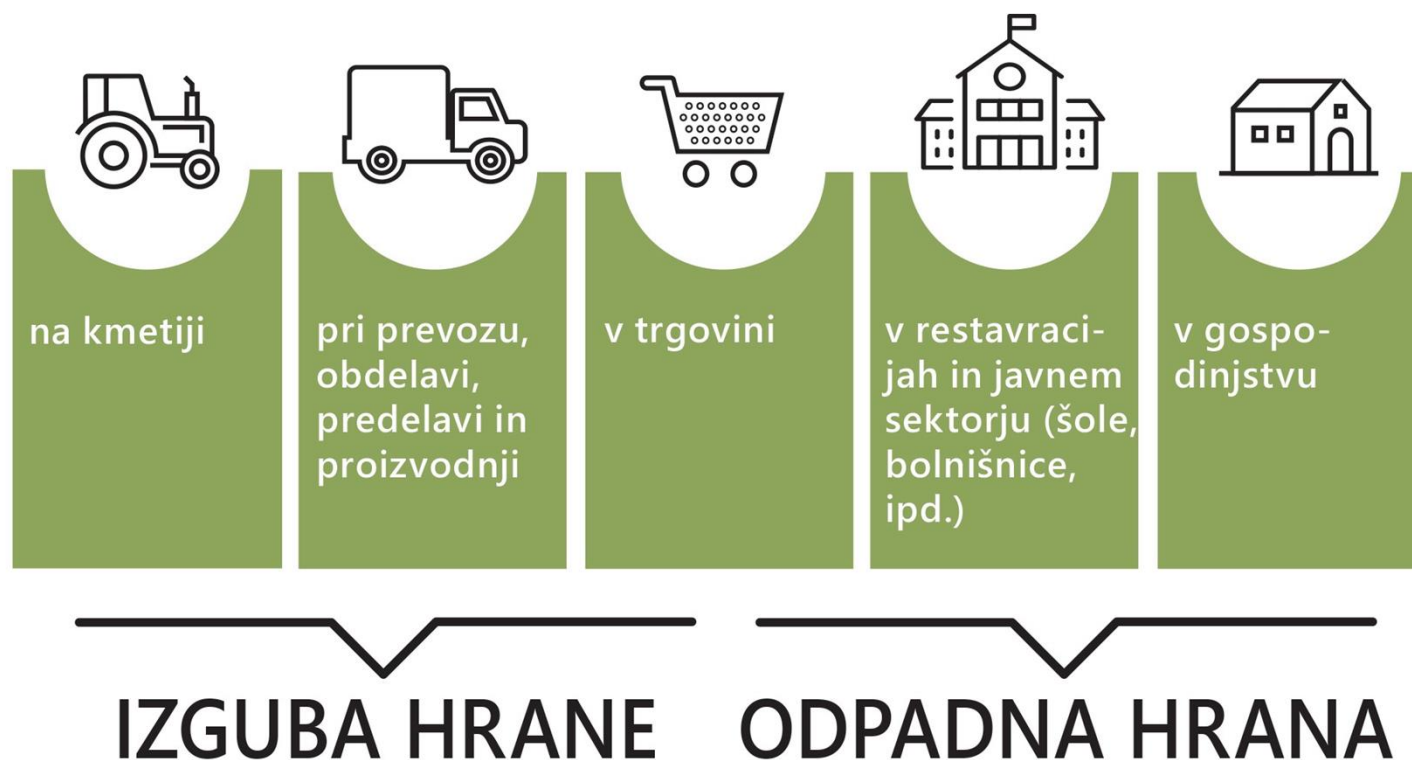 na kmetiji
pri prevozu,
obdelavi,
predelavi in
proizvodnji
v trgovini
v restavraci-
jah in javnem
sektorju (šole,
bolnišnice,
ipd.)
v gospo-
dinjstvu
IZGUBA HRANE
ODPADNA HRANA